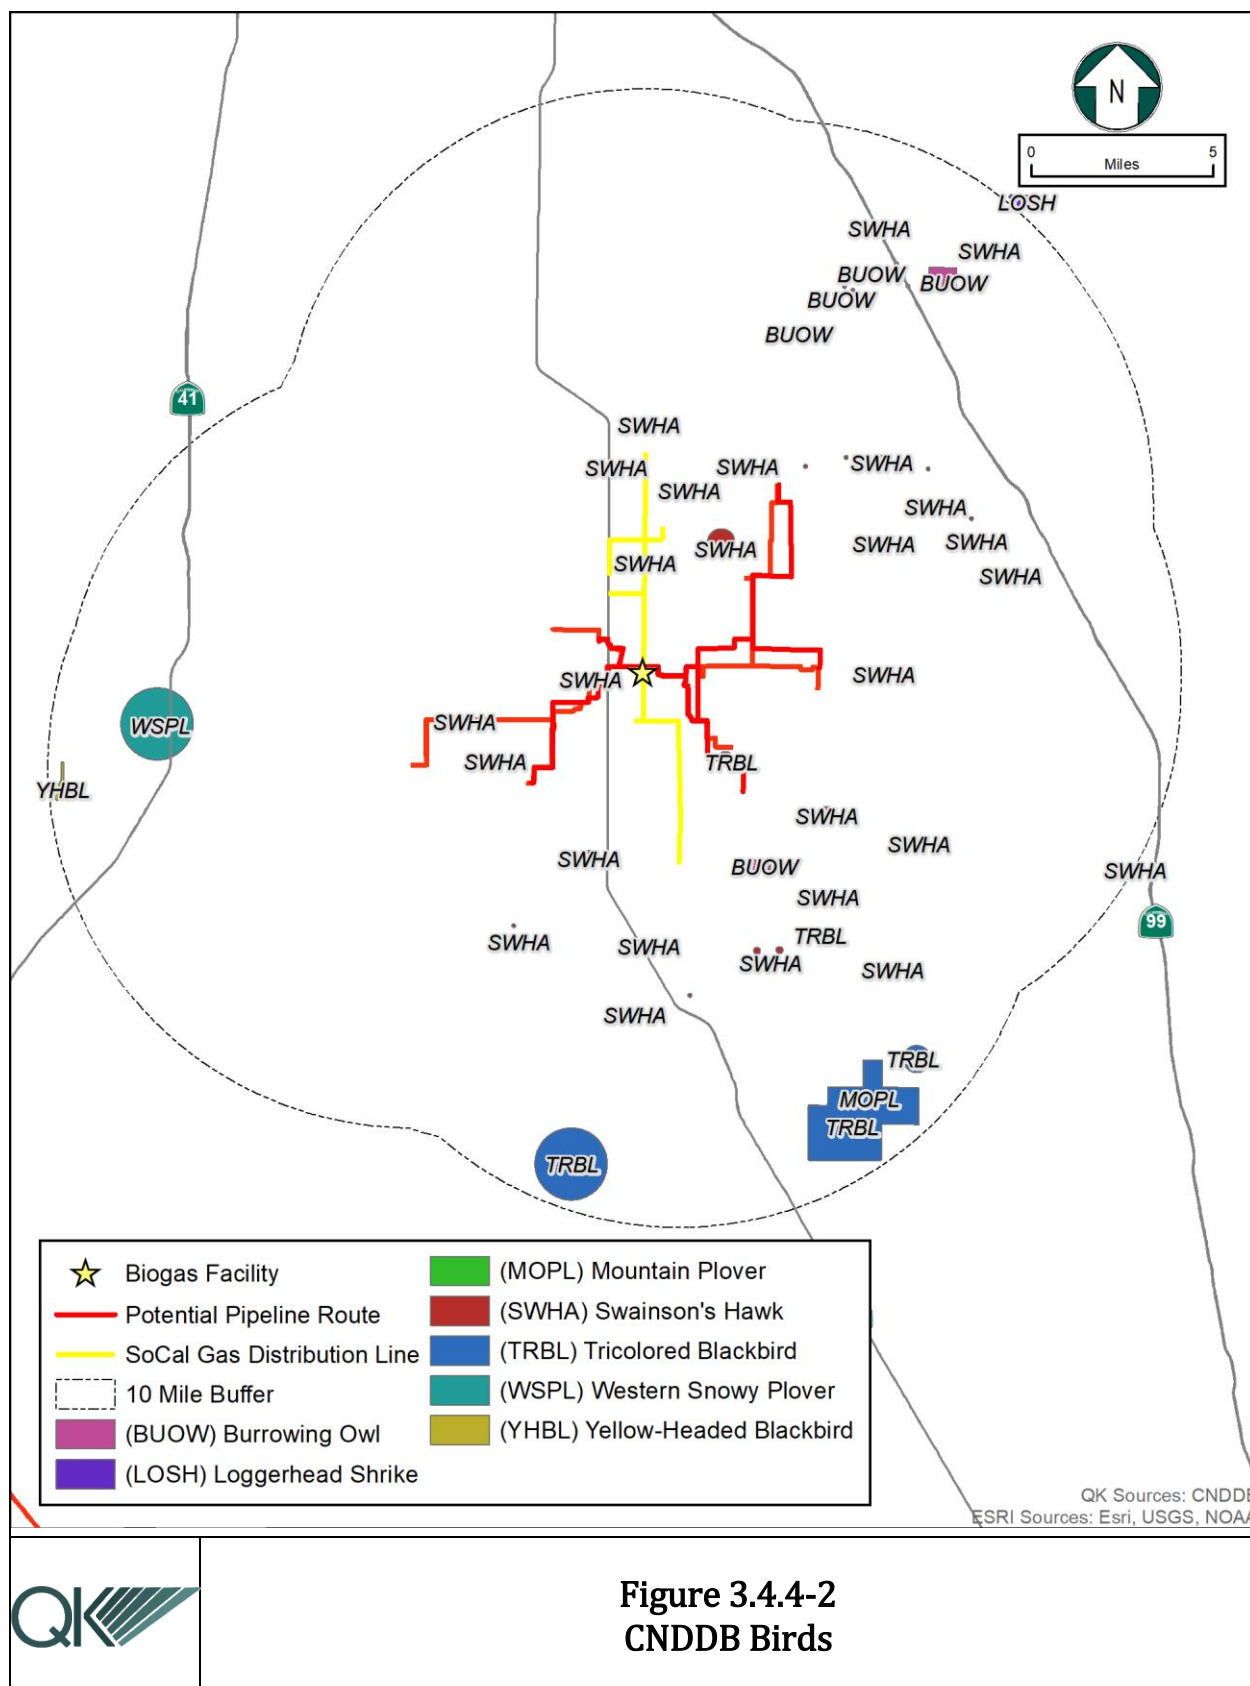 N
0 5
Miles
LOSH
SWHA
SWHA
BUOW
BUOW
BUOW
BUOW
41
SWHA
SWHA
SWHA
SWHA
SWHA
SWHA
SWHA
SWHA
SWHA
SWHA
SWHA
SWHA
SWHA
SWHA
WSPL
SWHA
SWHA
TRBL
YHBL
SWHA
SWHA
SWHA
BUOW
SWHA
SWHA
99
TRBL
SWHA
SWHA
SWHA
SWHA
SWHA
TRBL
MOPL
TRBL
TRBL
Biogas Facility
Potential Pipeline Route
SoCal Gas Distribution Line
10 Mile Buffer
(BUOW) Burrowing Owl
(LOSH) Loggerhead Shrike
(MOPL) Mountain Plover
(SWHA) Swainson's Hawk
(TRBL) Tricolored Blackbird
(WSPL) Western Snowy Plover
(YHBL) Yellow-Headed Blackbird
QK Sources: CNDDB
ESRI Sources: Esri, USGS, NOAA
QK
Figure 3.4.4-2
CNDDB Birds